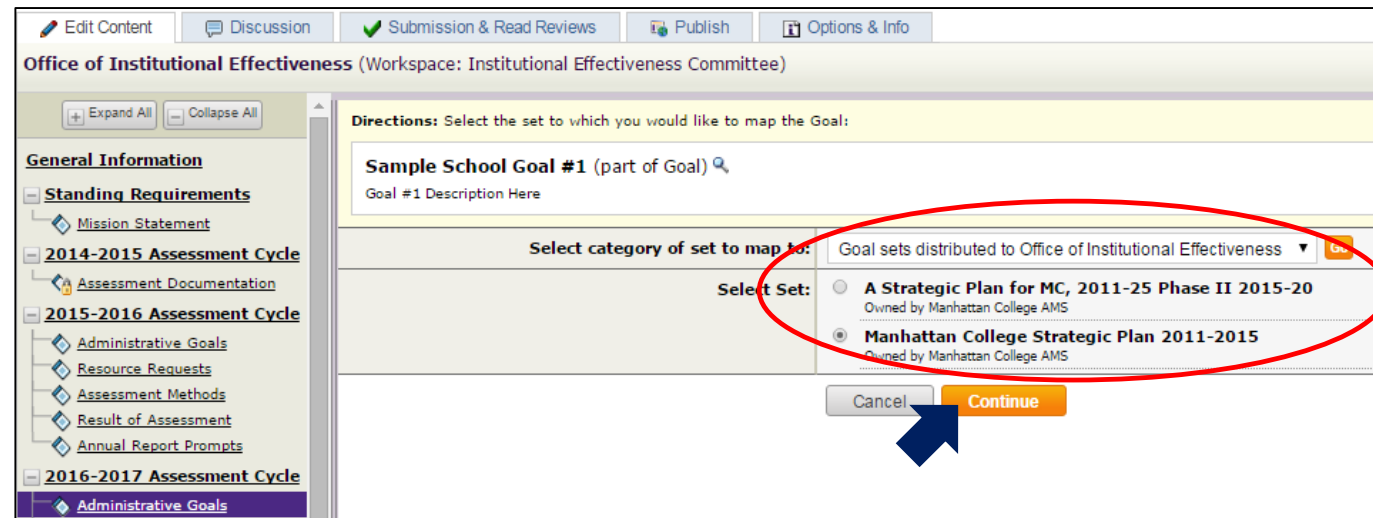 Edit Content
Discussion
Submission & Read Reviews
Publish
Options & Info
Office of Institutional Effectiveness (Workspace: Institutional Effectiveness Committee)
Expand All
Collapse All
General Information
Standing Requirements
Mission Statement
2014-2015 Assessment Cycle
Assessment Documentation
2015-2016 Assessment Cycle
Administrative Goals
Resource Requests
Assessment Methods
Result of Assessment
Annual Report Prompts
2016-2017 Assessment Cycle
Administrative Goals
Directions: Select the set to which you would like to map the Goal:
Sample School Goal #1 (part of Goal)
Goal #1 Description Here
Select category of set to map to:
Goal sets distributed to Office of Institutional Effectiveness
Go
Select Set:
A Strategic Plan for MC, 2011-25 Phase II 2015-20
Owned by Manhattan College AMS
Manhattan College Strategic Plan 2011-2015
Owned by Manhattan College AMS
Cancel
Continue